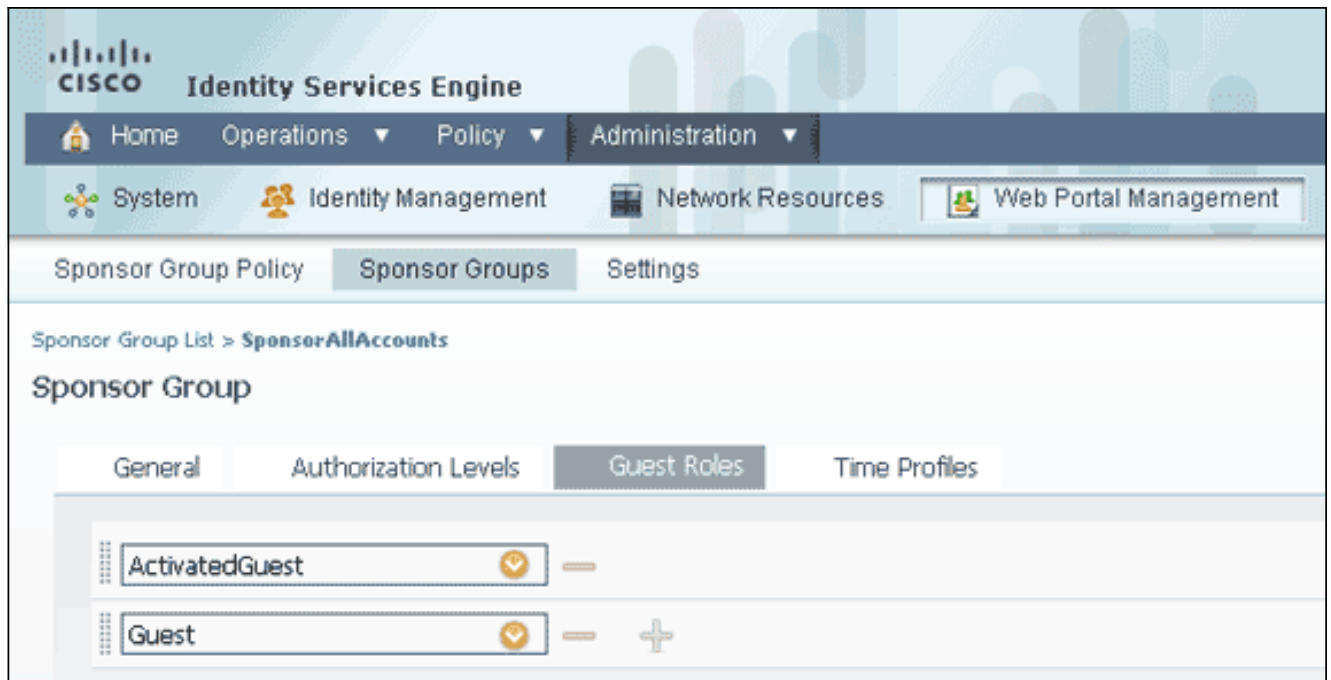 CISCO Identity Services Engine
Home Operations Policy Administration
System Identity Management Network Resources Web Portal Management
Sponsor Group Policy Sponsor Groups Settings
Sponsor Group List > SponsorAllAccounts
Sponsor Group
General Authorization Levels Guest Roles Time Profiles
ActivatedGuest
Guest